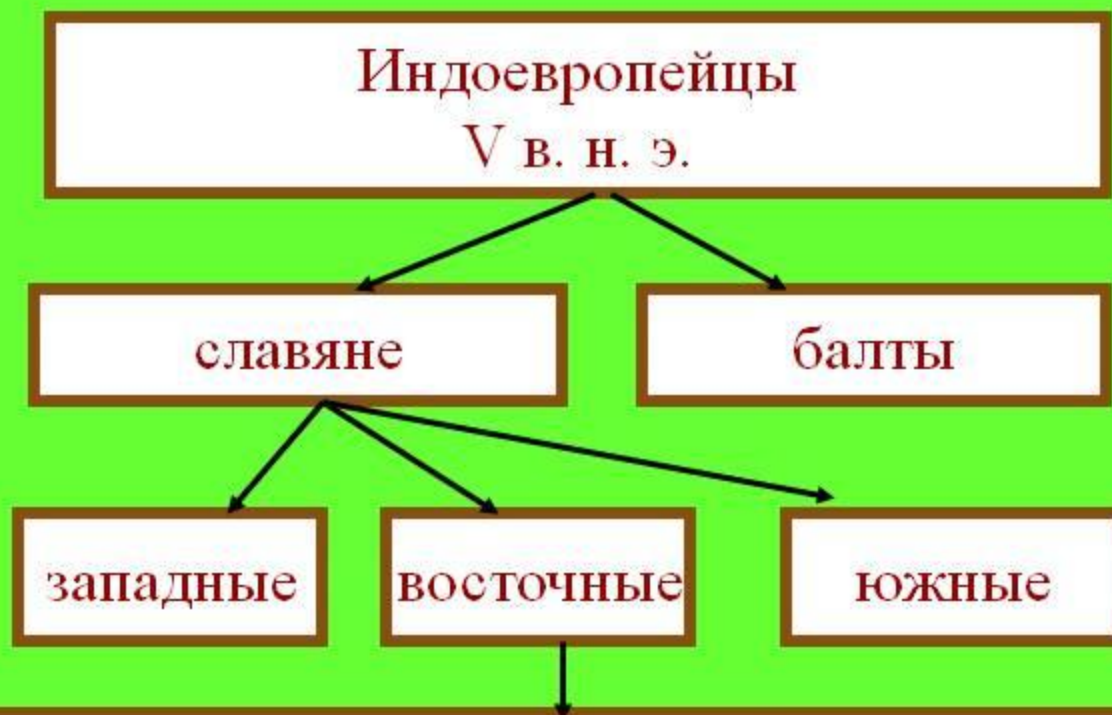 Индоевропейцы
V в. н. э.
славяне
балты
западные
восточные
южные